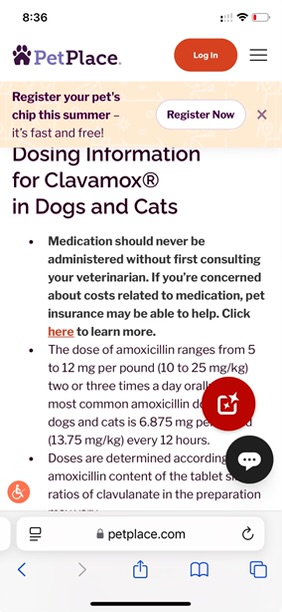 8:36
PetPlace.
Log In
Register your pet's
chip this summer –
it's fast and free!
Register Now
Dosing Information
for Clavamox®
in Dogs and Cats
• Medication should never be
administered without first consulting
your veterinarian. If you're concerned
about costs related to medication, pet
insurance may be able to help. Click
here to learn more.
• The dose of amoxicillin ranges from 5
to 12 mg per pound (10 to 25 mg/kg)
two or three times a day
most common amoxicillin
dogs and cats is 6.875 mg
(13.75 mg/kg) every 12 hours.
• Doses are determined according
amoxicillin content of the tablet
ratios of clavulanate in the preparation
petplace.com